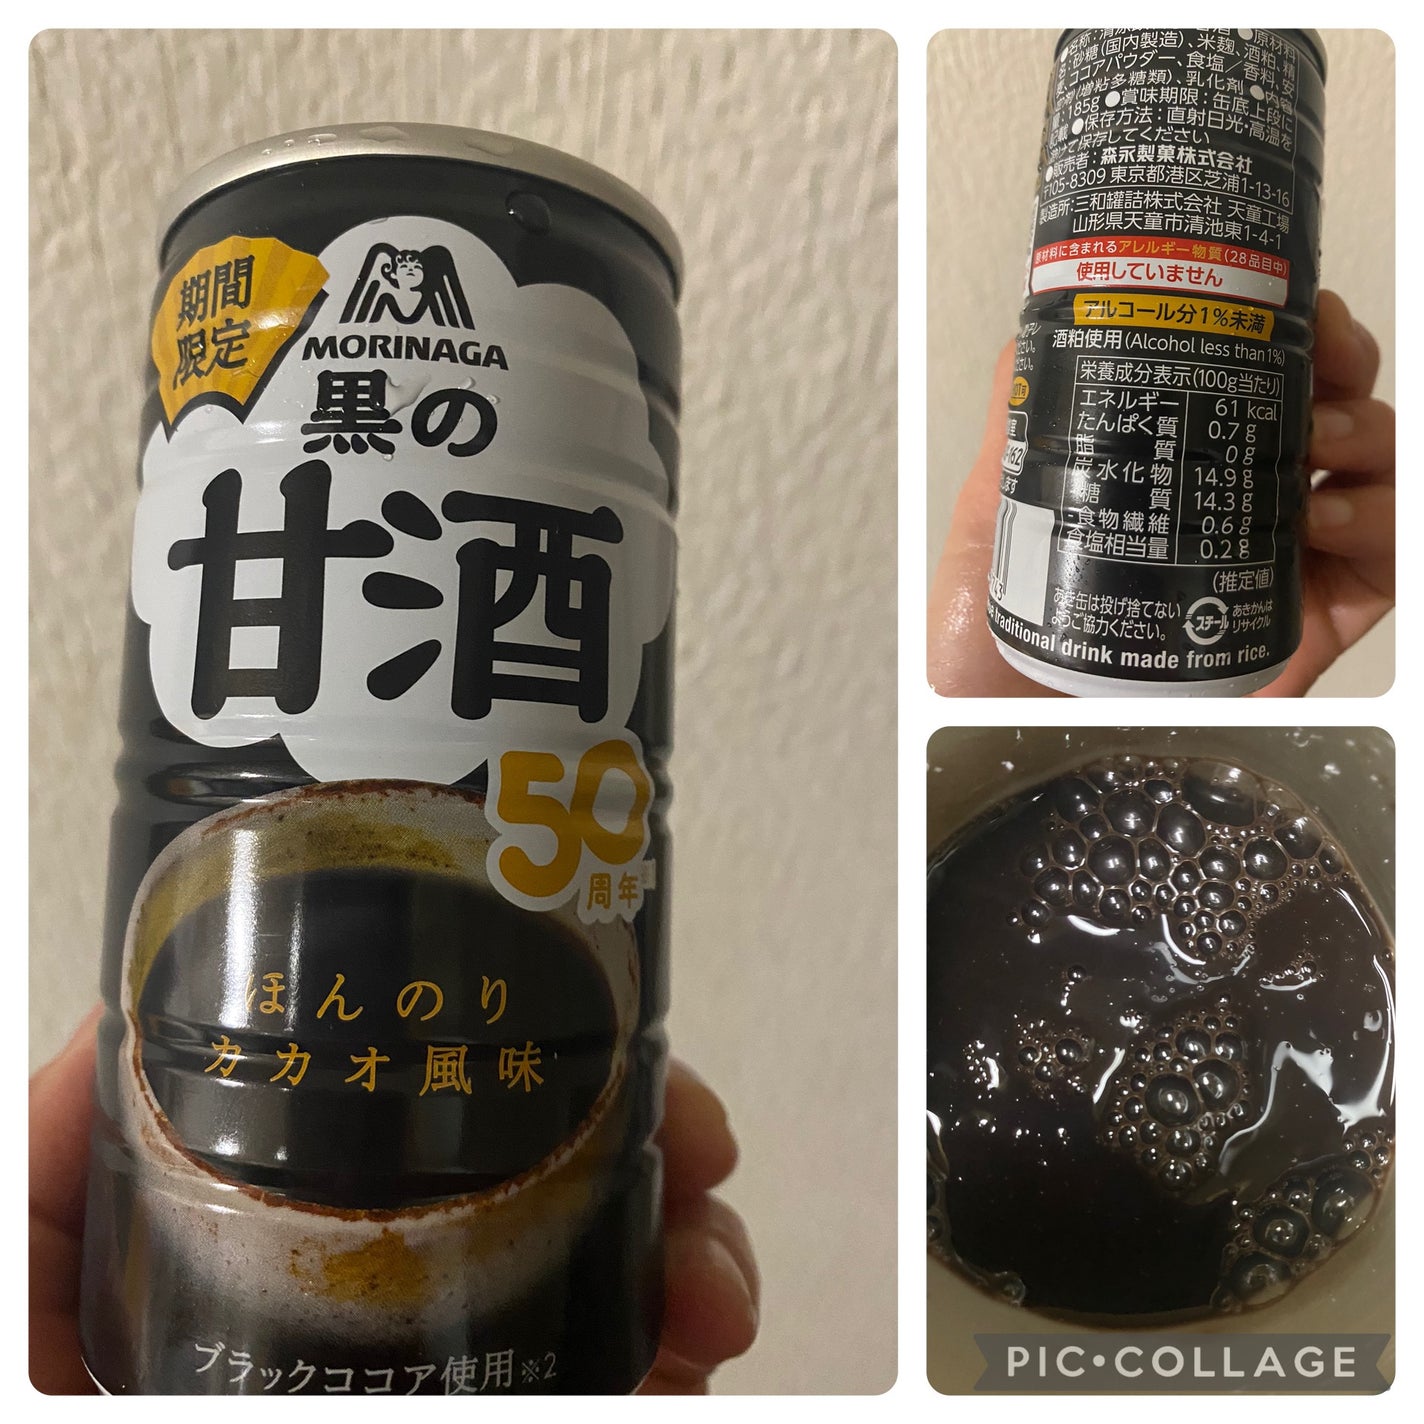 期間
限定
MORINAGA
黒の
甘酒
50
周年
ほんのり
カカオ風味
ブラックココア使用※2
●原材料
砂糖(国内製造)、米麹、酒粕、精
ココアパウダー、食塩／香料、安
(増粘多糖類)、乳化剤 ●内容
量:185g ●賞味期限:缶底上段に
記載 ●保存方法:直射日光・高温を
避けて保存してください
●販売者:森永製菓株式会社
〒105-8309 東京都港区芝浦1-13-16
製造所:三和罐詰株式会社 天童工場
山形県天童市清池東1-4-1
原材料に含まれるアレルギー物質(28品目中)
使用していません
アルコール分1%未満
酒粕使用(Alcohol less than1%)
栄養成分表示(100g当たり)
エネルギー 61 kcal
たんぱく質 0.7 g
脂質 0 g
炭水化物 14.9 g
-糖質 14.3 g
-食物繊維 0.6 g
食塩相当量 0.2 g
(推定値)
あき缶は投げ捨てない
ようご協力ください。
スチール
あきかんは
リサイクル
traditional drink made from rice.
PIC•COLLAGE